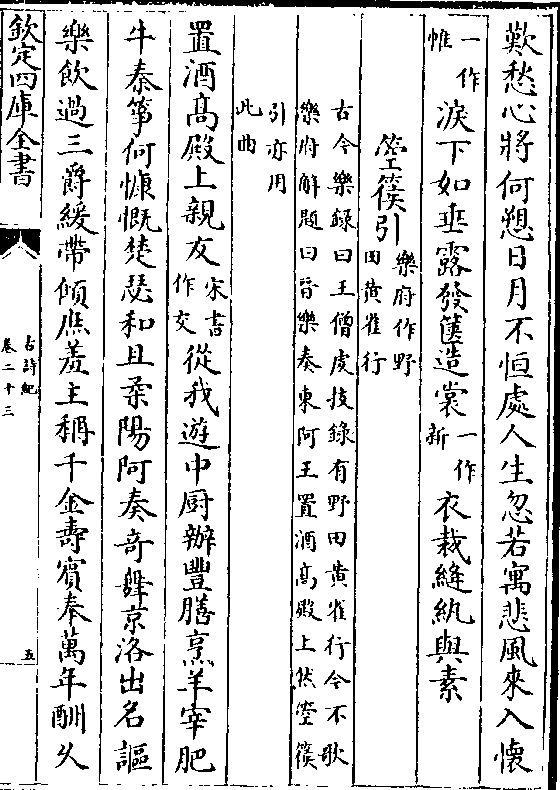 歎愁心將何愬日月不恒處人生忽若寓悲風來入懷
一作
帷
淚下如垂露發篋造裳
一作
新
衣裁縫紈與素
箜篌引
樂府作野
田黄雀行
古今樂録曰王僧虔技錄有野田黄雀行今不歌
樂府解題曰晉樂奏東阿王置酒髙殿上然箜篌
引亦用
此曲
置酒髙殿上親友
宋書
作交
從我遊中厨辦豐膳烹羊宰肥
牛秦箏何慷慨楚瑟和且柔陽阿奏竒舞京洛出名謳
樂飲過三爵緩帶傾庶羞主稱千金壽賓奉萬年酬乆
欽定四庫全書
古詩紀
卷二十三
五